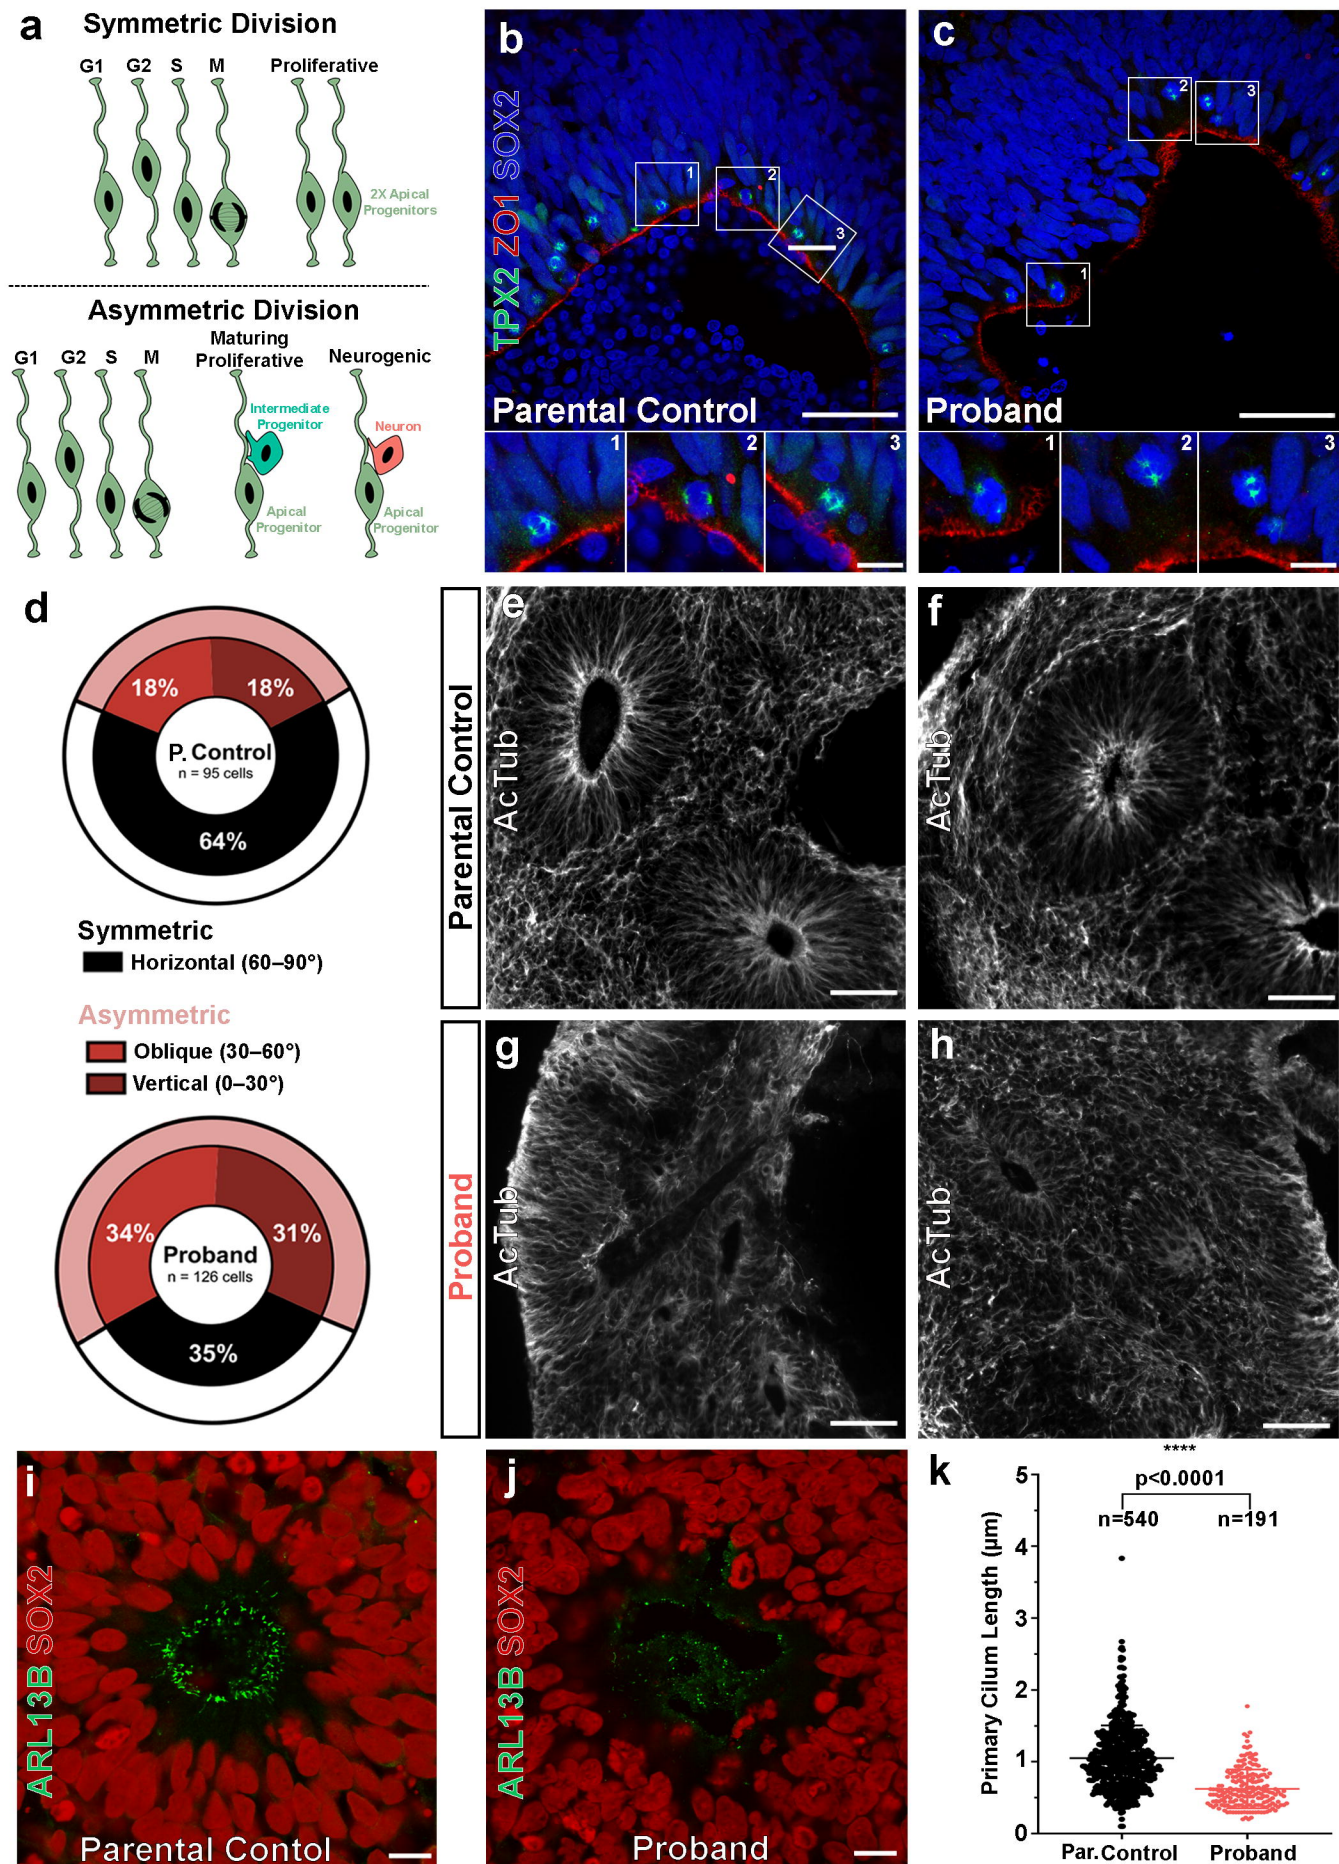 a
Symmetric Division
G1 G2 S M Proliferative
2X Apical
Progenitors
Asymmetric Division
G1 G2 S M
Maturing
Proliferative
Neurogenic
Intermediate
Progenitor
Neuron
Apical
Progenitor
Apical
Progenitor
b
TPX2 ZO1 SOX2
1
2
3
Parental Control
1
2
3
c
2
3
1
Proband
1
2
3
d
18% 18%
P. Control
n = 95 cells
64%
Symmetric
Horizontal (60–90°)
Asymmetric
Oblique (30–60°)
Vertical (0–30°)
34% 31%
Proband
n = 126 cells
35%
Parental Control
e
AcTub
f
AcTub
Proband
g
AcTub
h
AcTub
i
ARL13B SOX2
Parental Contol
j
ARL13B SOX2
Proband
k
****
p<0.0001
n=540 n=191
Primary Cilum Length (μm)
5
4
3
2
1
0
Par.Control Proband